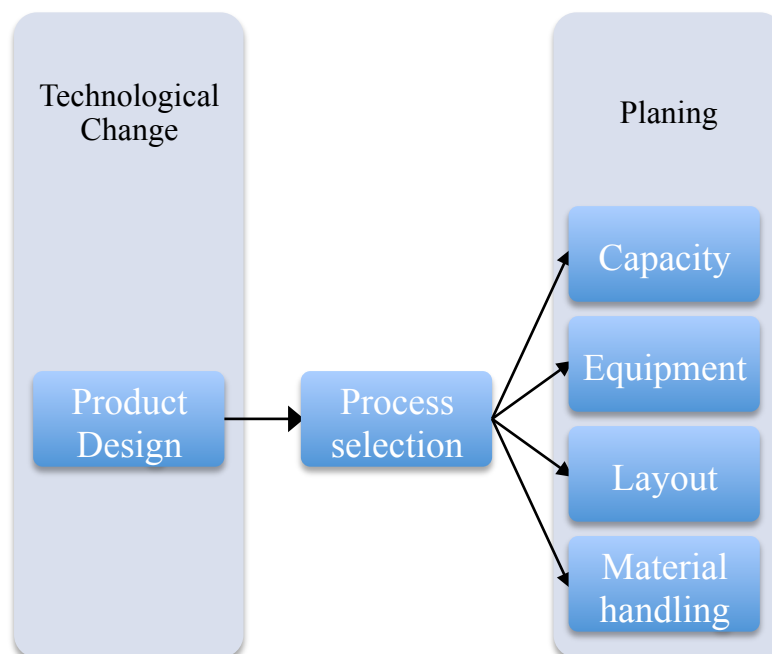 Technological
Change
Planing
Capacity
Equipment
Product
Design
Process
selection
Layout
Material
handling